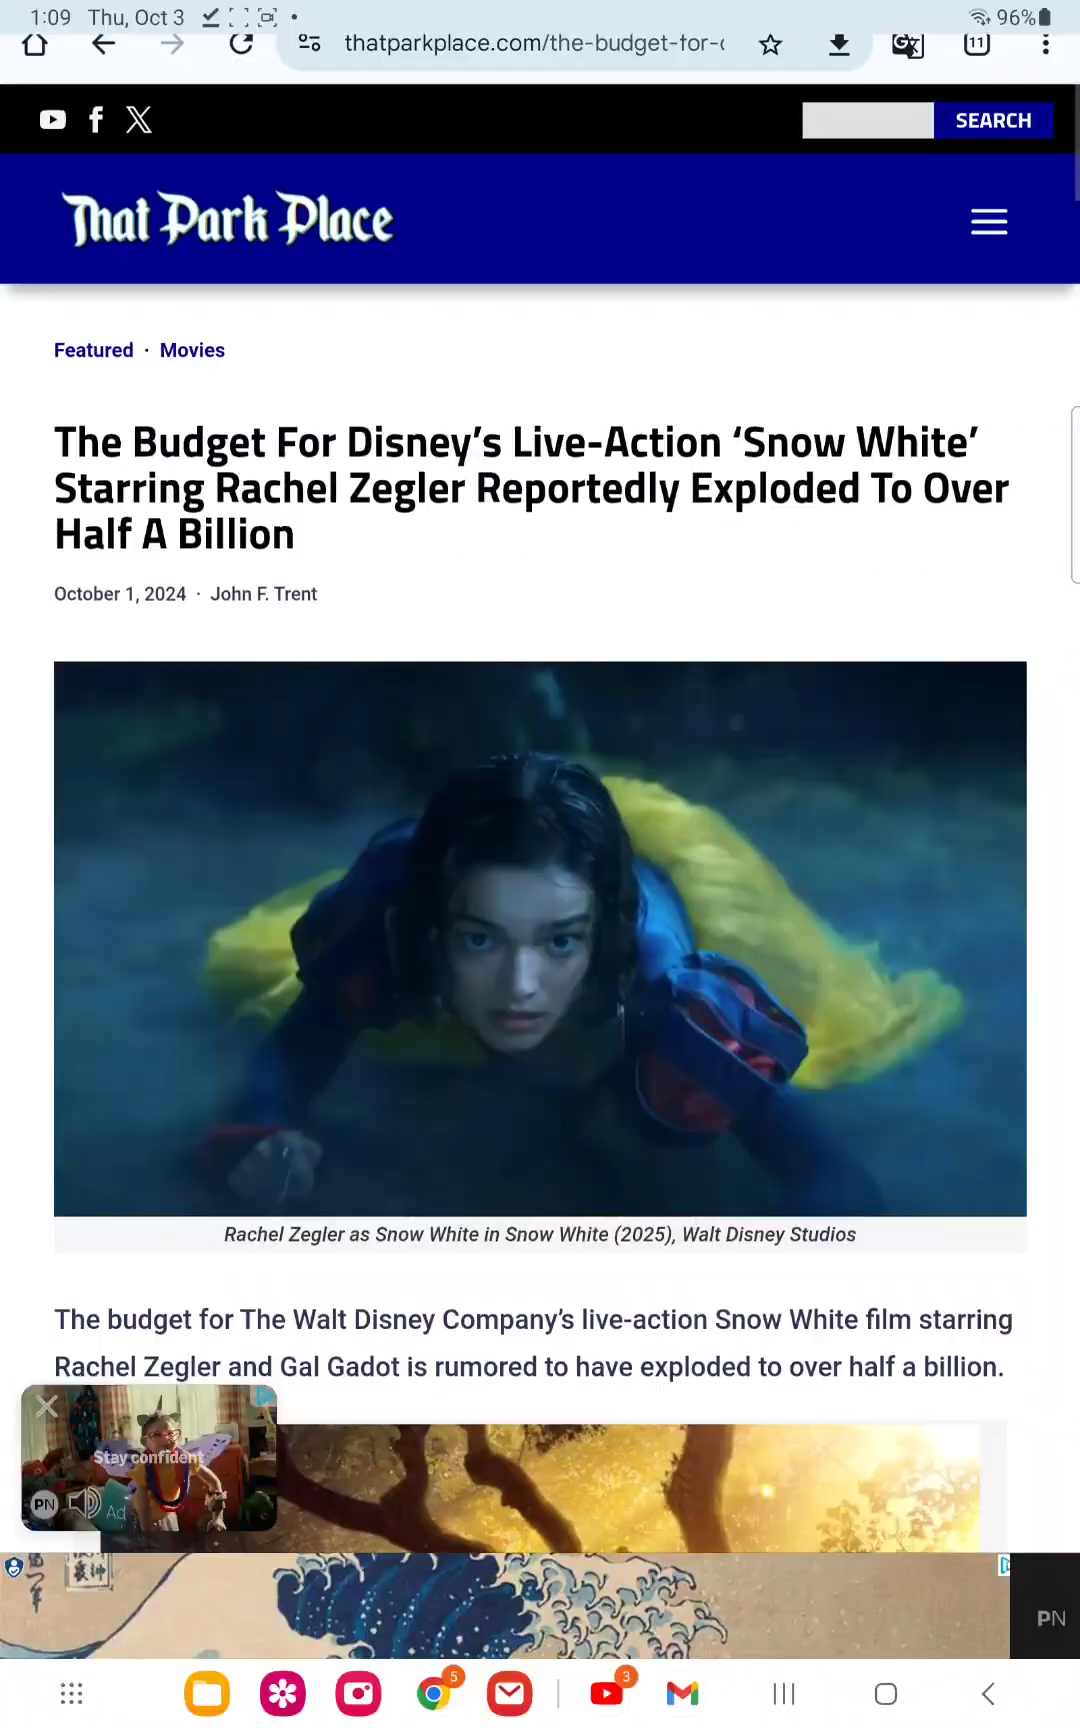 1:09 Thu, Oct 3
96%
thatparkplace.com/the-budget-for-
11
SEARCH
That Park Place
Featured · Movies
The Budget For Disney’s Live-Action ‘Snow White’
Starring Rachel Zegler Reportedly Exploded To Over
Half A Billion
October 1, 2024 · John F. Trent
Rachel Zegler as Snow White in Snow White (2025), Walt Disney Studios
The budget for The Walt Disney Company’s live-action Snow White film starring
Rachel Zegler and Gal Gadot is rumored to have exploded to over half a billion.
Stay confident
PN
Ad
PN
5
3